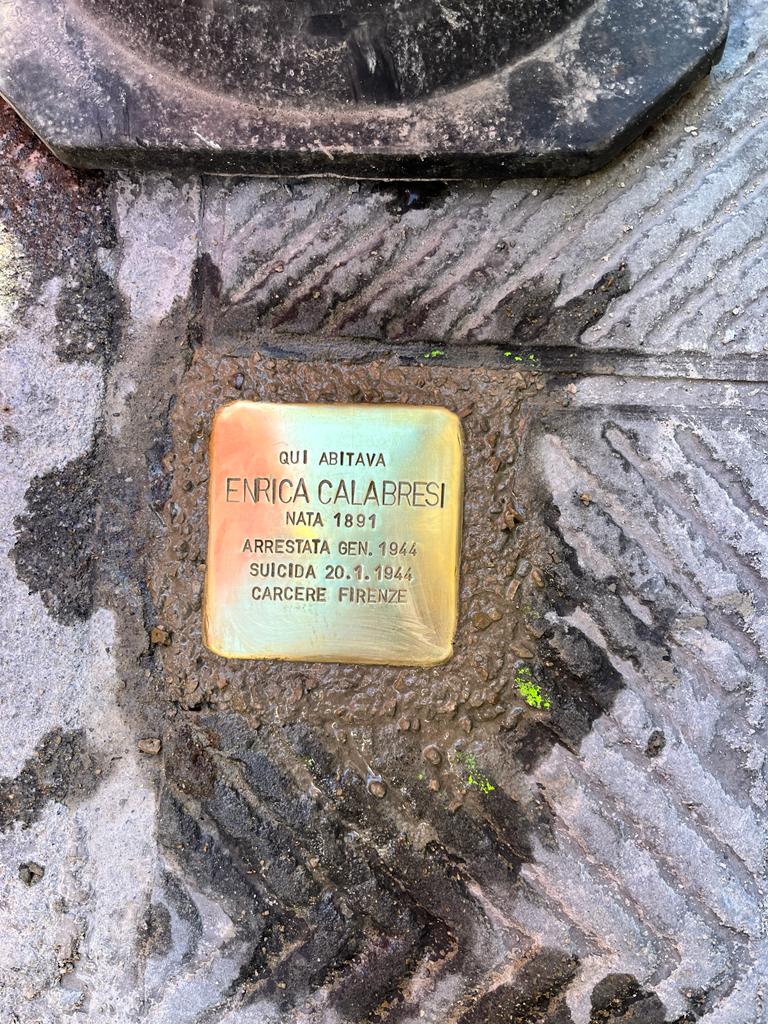 QUI ABITAVA
ENRICA CALABRESI
NATA 1891
ARRESTATA GEN. 1944
SUICIDA 20.1.1944
CARCERE FIRENZE